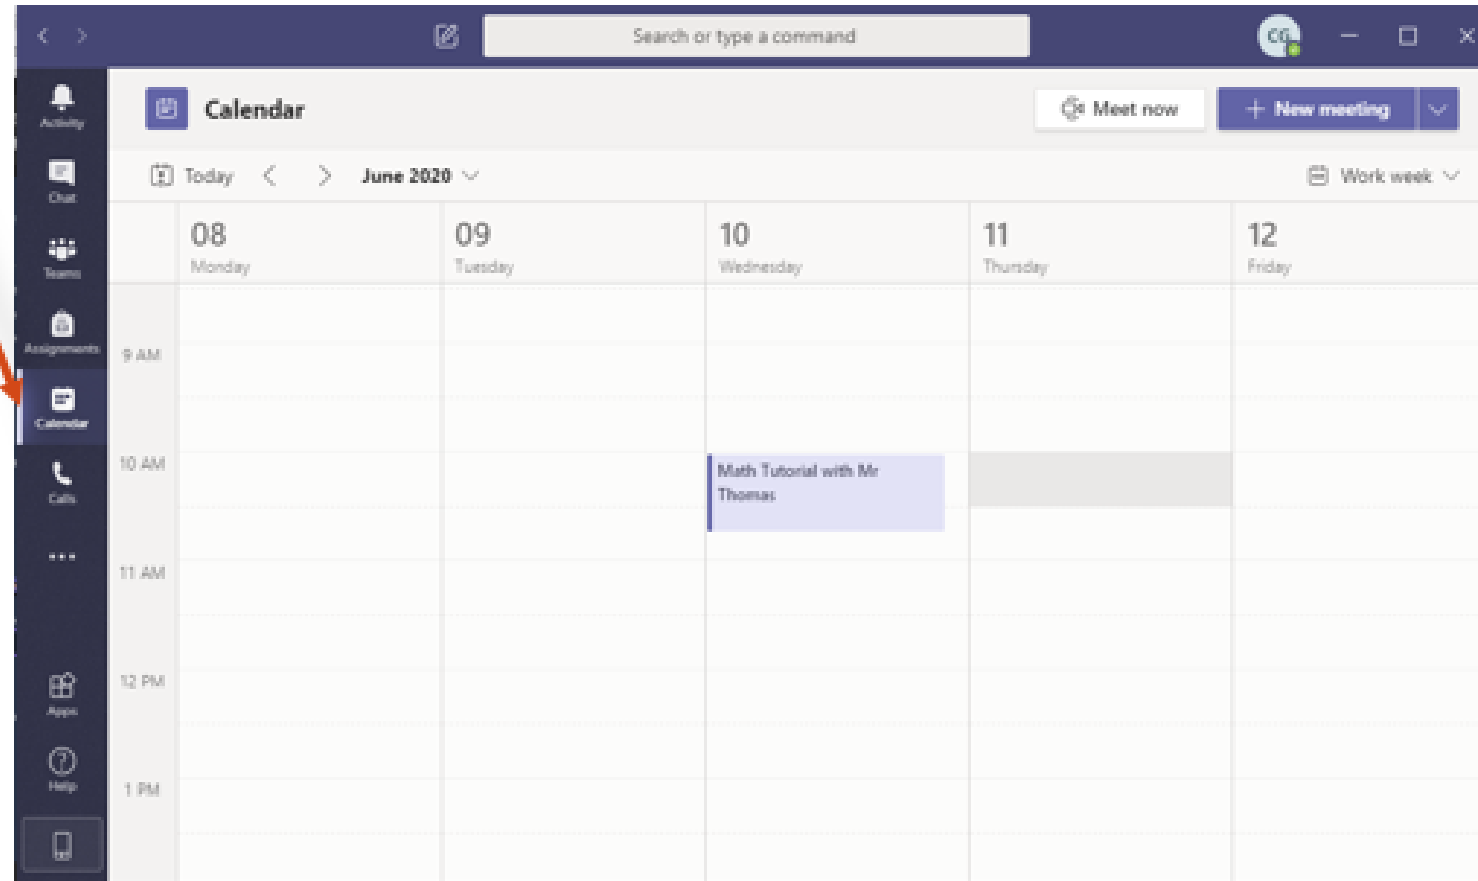 Search or type a command
CG
Activity
Chat
Teams
Assignments
Calendar
Calls
Apps
Help
Calendar
Meet now
New meeting
Today
June 2020
Work week
08
Monday
09
Tuesday
10
Wednesday
11
Thursday
12
Friday
9 AM
10 AM
11 AM
12 PM
1 PM
Math Tutorial with Mr
Thomas